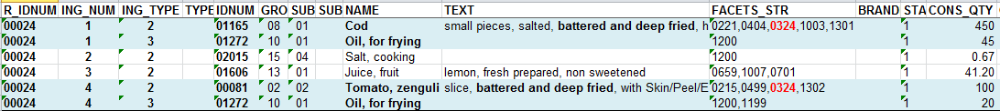 R_IDNUM ING_NUM ING_TYPE TYPE IDNUM GRO SUB SUB NAME TEXT FACETS_STR BRAND STA CONS_QTY
00024 1 2 01165 08 01 Cod small pieces, salted, battered and deep fried, h 0221,0404,0324,1003,1301 1 450
00024 1 3 01272 10 01 Oil, for frying 1200 1 45
00024 2 2 02015 15 04 Salt, cooking 1200 1 0.67
00024 3 2 01606 13 01 Juice, fruit lemon, fresh prepared, non sweetened 0659,1007,0701 1 41.20
00024 4 2 00081 02 02 Tomato, zenguli slice, battered and deep fried, with Skin/Peel/E 0215,0499,0324,1302 1 100
00024 4 3 01272 10 01 Oil, for frying 1200,1199 1 20